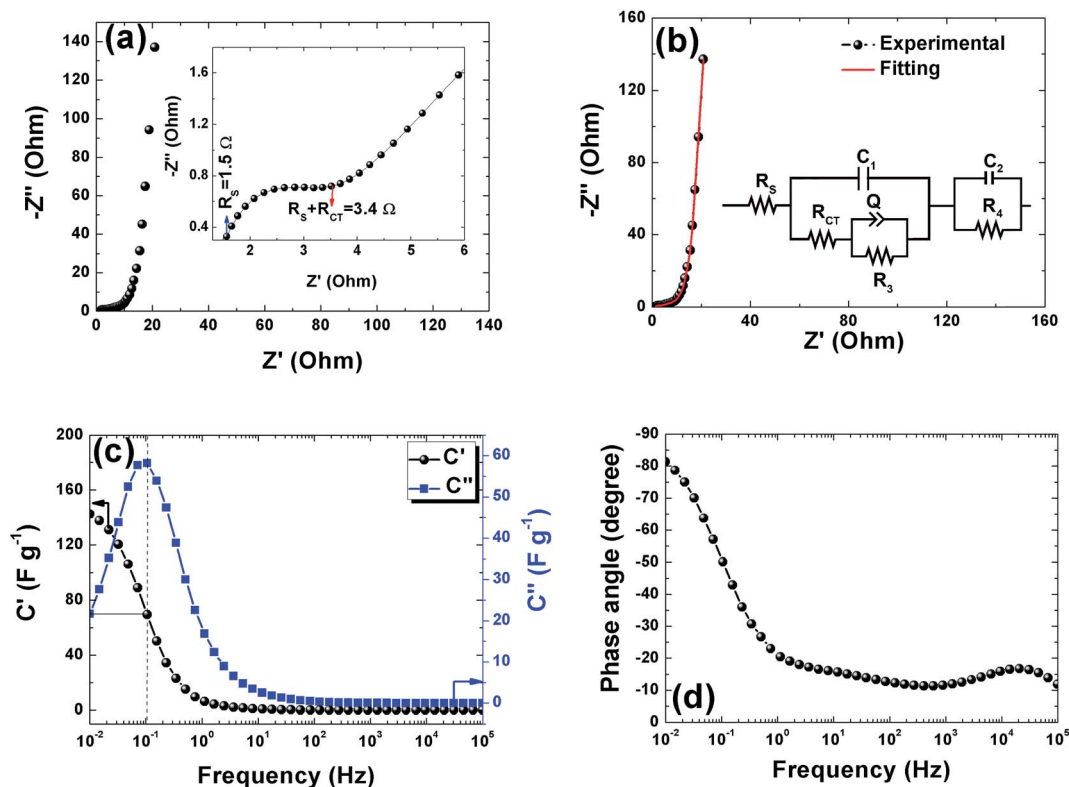 (a)
140
120
100
80
60
40
20
0
-Z'' (Ohm)
0 20 40 60 80 100 120 140
Z' (Ohm)
1.6
1.2
0.8
0.4
-Z'' (Ohm)
R_S=1.5 Ω
R_S+R_CT=3.4 Ω
2 3 4 5 6
Z' (Ohm)
(b)
160
120
80
40
0
-Z'' (Ohm)
Experimental
Fitting
R_S
C_1
R_CT
Q
R_3
C_2
R_4
0 40 80 120 160
Z' (Ohm)
(c)
200
160
120
80
40
0
C' (F g^-1)
C'
C''
60
50
40
30
20
10
0
C'' (F g^-1)
10^-2 10^-1 10^0 10^1 10^2 10^3 10^4 10^5
Frequency (Hz)
-90
-80
-70
-60
-50
-40
-30
-20
-10
0
Phase angle (degree)
(d)
10^-2 10^-1 10^0 10^1 10^2 10^3 10^4 10^5
Frequency (Hz)